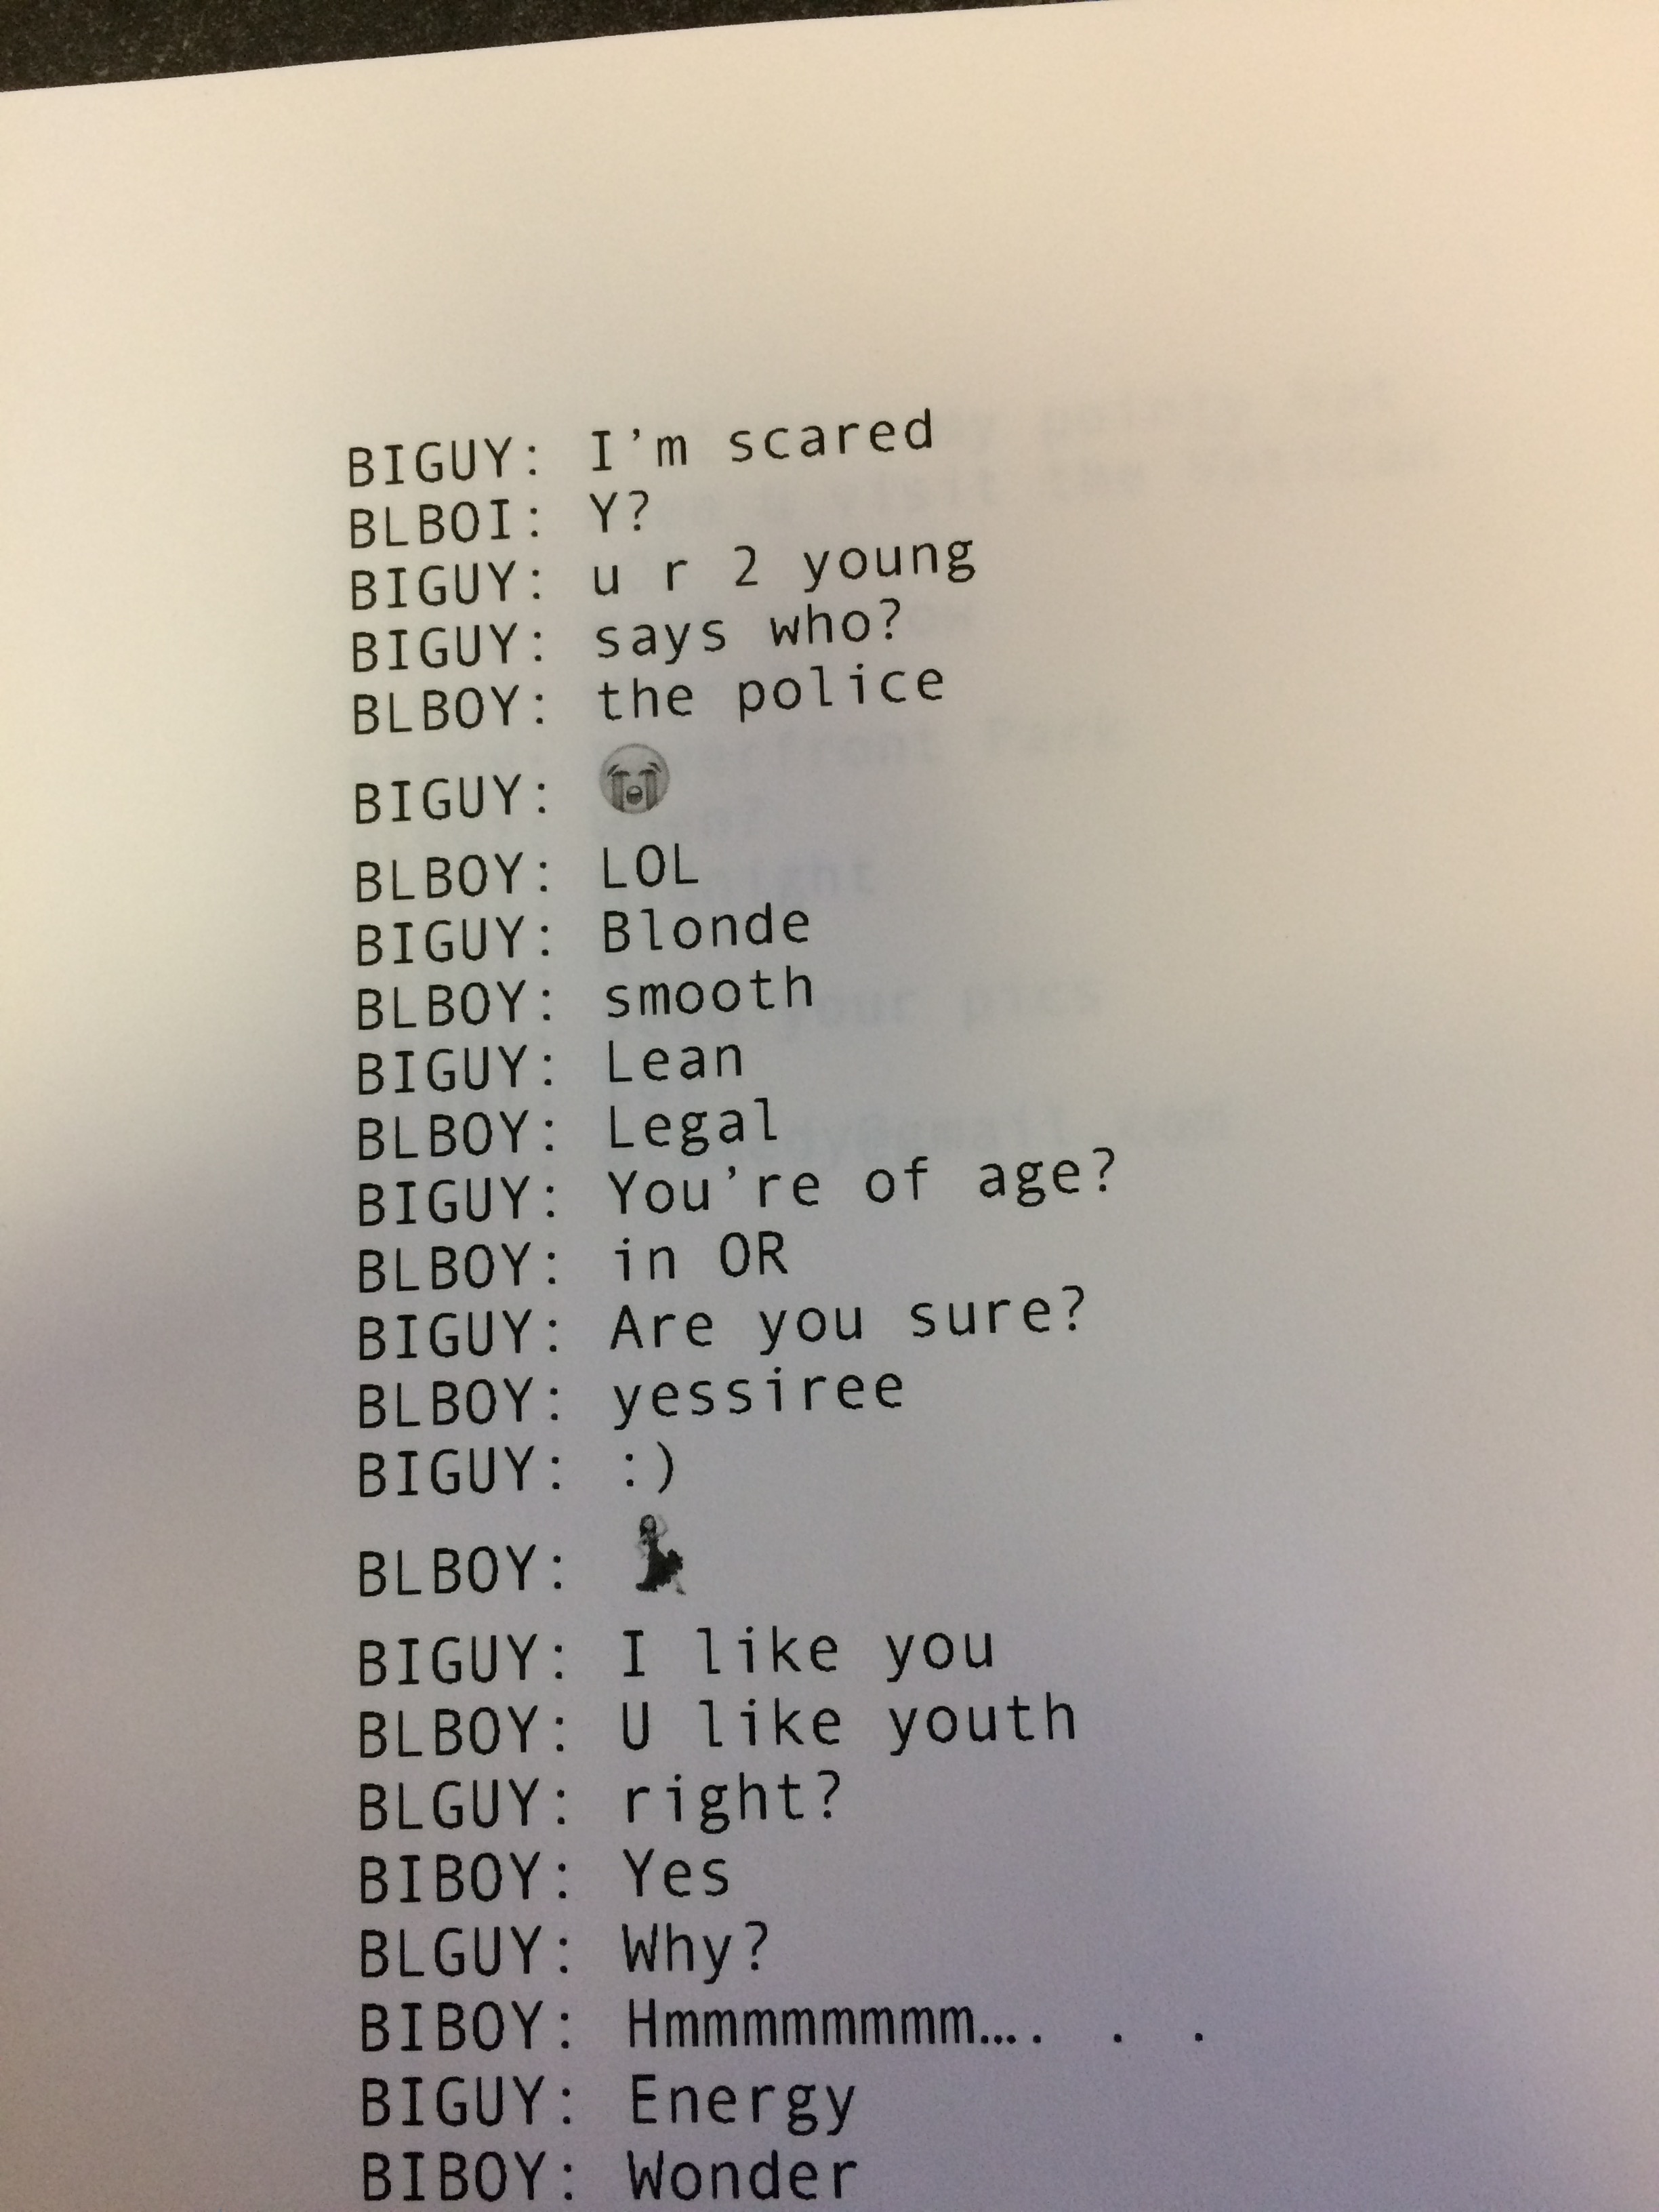 BIGUY: I'm scared
BLBOI: Y?
BIGUY: u r 2 young
BIGUY: says who?
BLBOY: the police
BIGUY: 😭
BLBOY: LOL
BIGUY: Blonde
BLBOY: smooth
BIGUY: Lean
BLBOY: Legal
BIGUY: You're of age?
BLBOY: in OR
BIGUY: Are you sure?
BLBOY: yessiree
BIGUY: :)
BLBOY: 💃
BIGUY: I like you
BLBOY: U like youth
BLGUY: right?
BIBOY: Yes
BLGUY: Why?
BIBOY: Hmmmmmmmm…. . .
BIGUY: Energy
BIBOY: Wonder